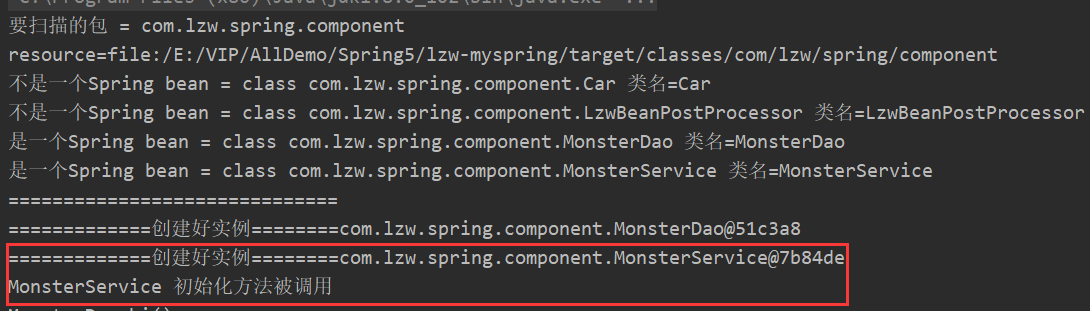 要扫描的包 = com.lzw.spring.component
resource=file:/E:/VIP/AllDemo/Spring5/lzw-myspring/target/classes/com/lzw/spring/component
不是一个Spring bean = class com.lzw.spring.component.Car 类名=Car
不是一个Spring bean = class com.lzw.spring.component.LzwBeanPostProcessor 类名=LzwBeanPostProcessor
是一个Spring bean = class com.lzw.spring.component.MonsterDao 类名=MonsterDao
是一个Spring bean = class com.lzw.spring.component.MonsterService 类名=MonsterService
==============================
=============创建好实例========com.lzw.spring.component.MonsterDao@51c3a8
=============创建好实例========com.lzw.spring.component.MonsterService@7b84de
MonsterService 初始化方法被调用